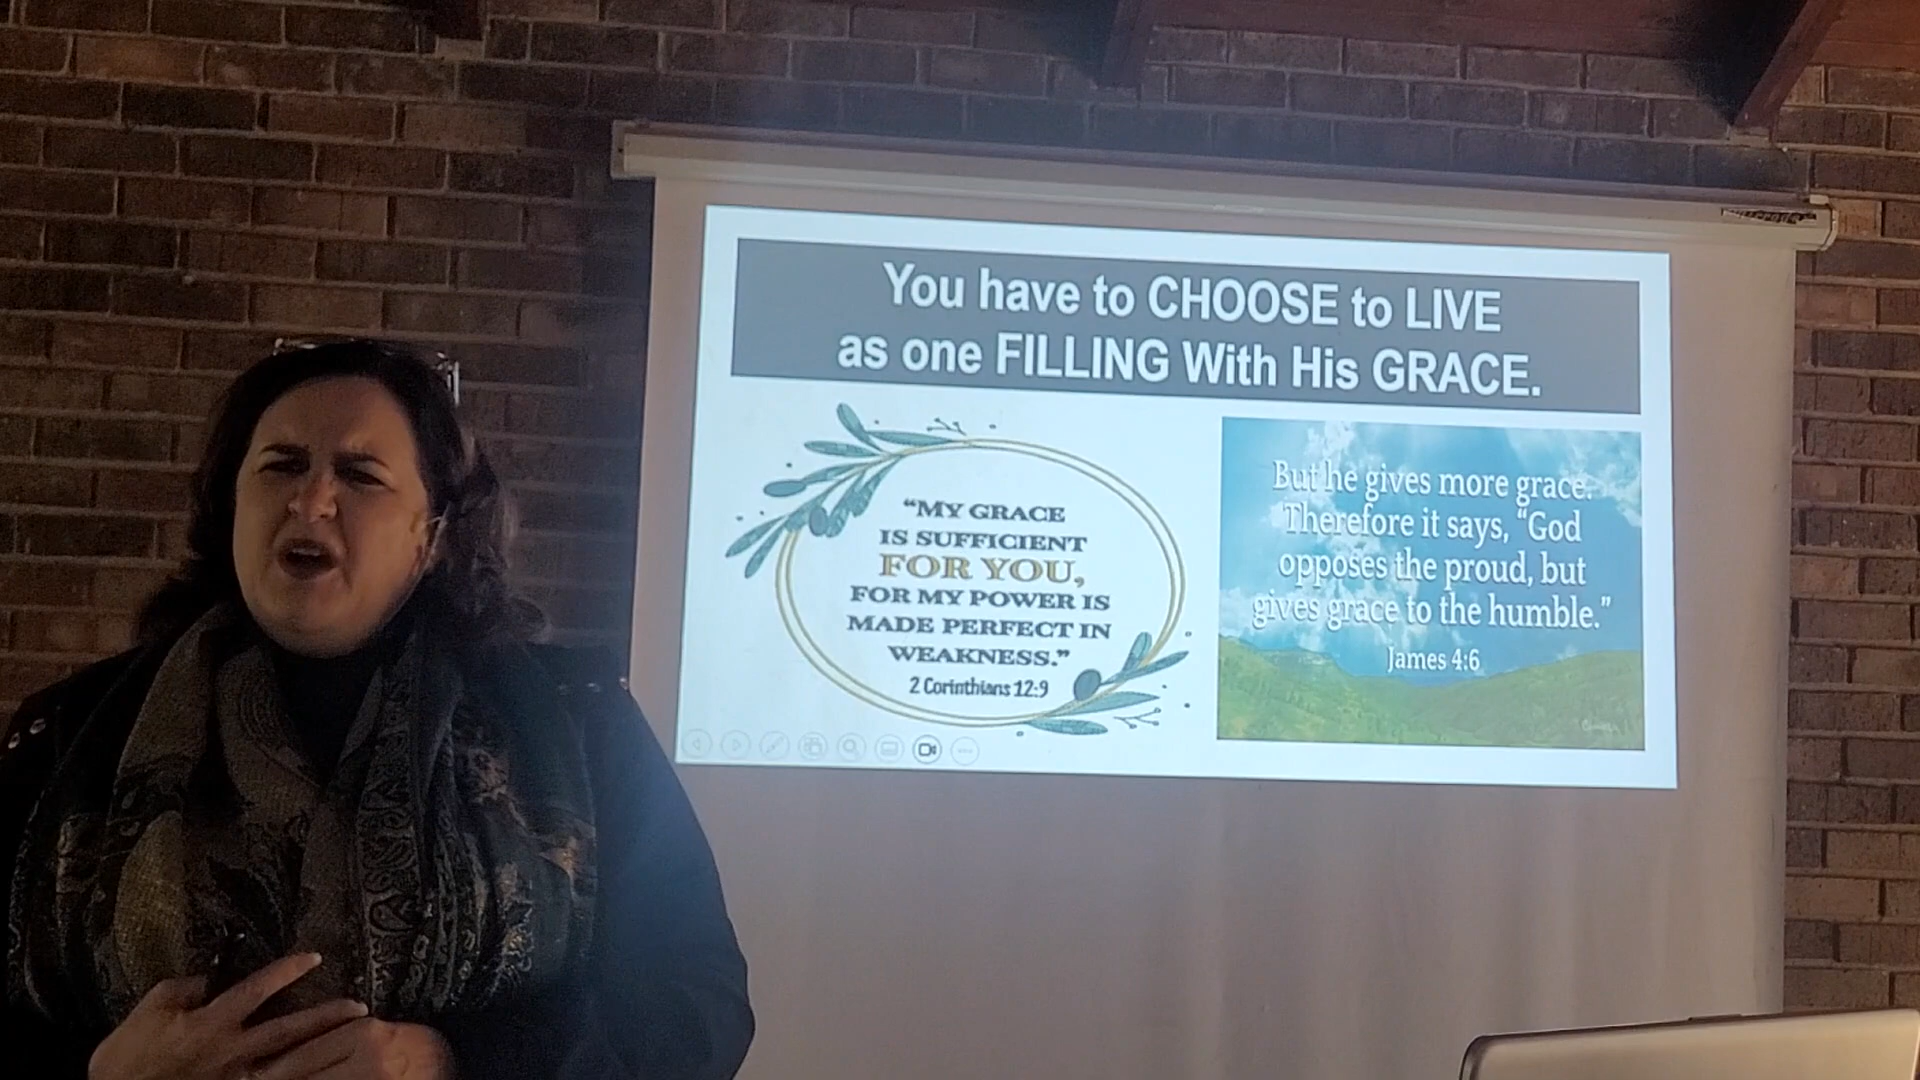 You have to CHOOSE to LIVE
as one FILLING With His GRACE.
“MY GRACE
IS SUFFICIENT
FOR YOU,
FOR MY POWER IS
MADE PERFECT IN
WEAKNESS.”
2 Corinthians 12:9
But he gives more grace.
Therefore it says, “God
opposes the proud, but
gives grace to the humble.”
James 4:6